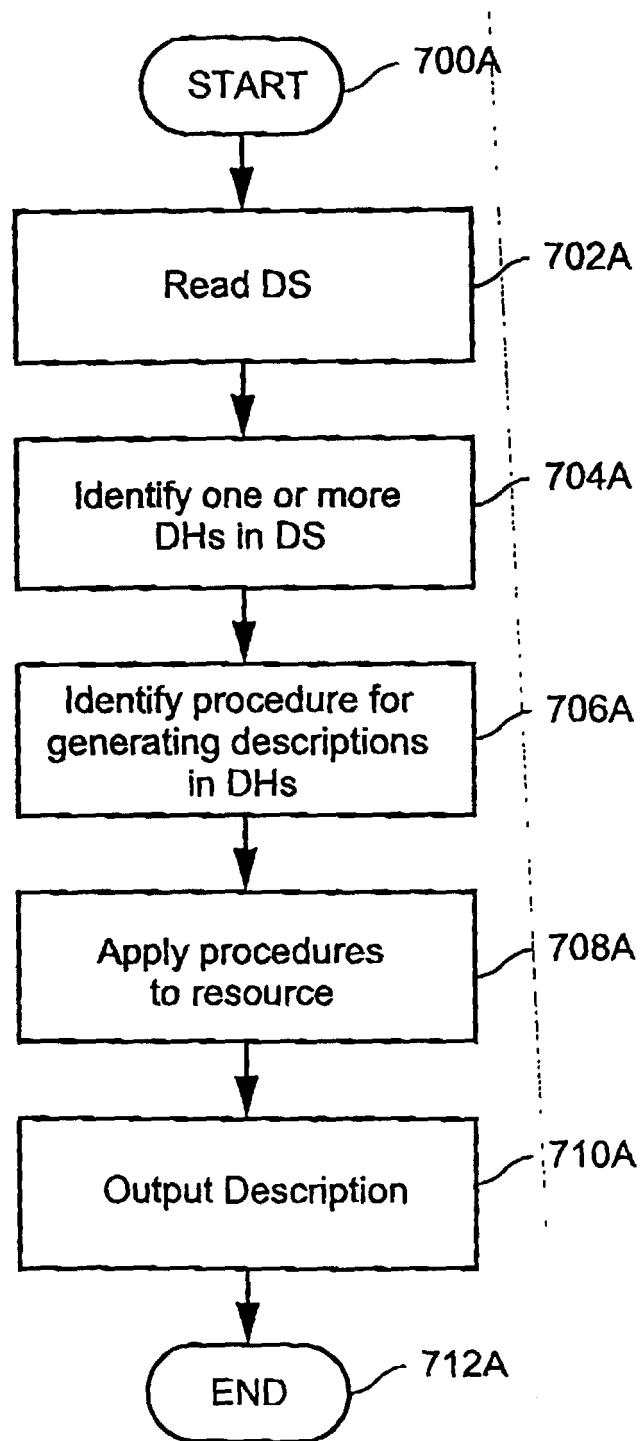 START
700A
Read DS
702A
Identify one or more
DHs in DS
704A
Identify procedure for
generating descriptions
in DHs
706A
Apply procedures
to resource
708A
Output Description
710A
END
712A